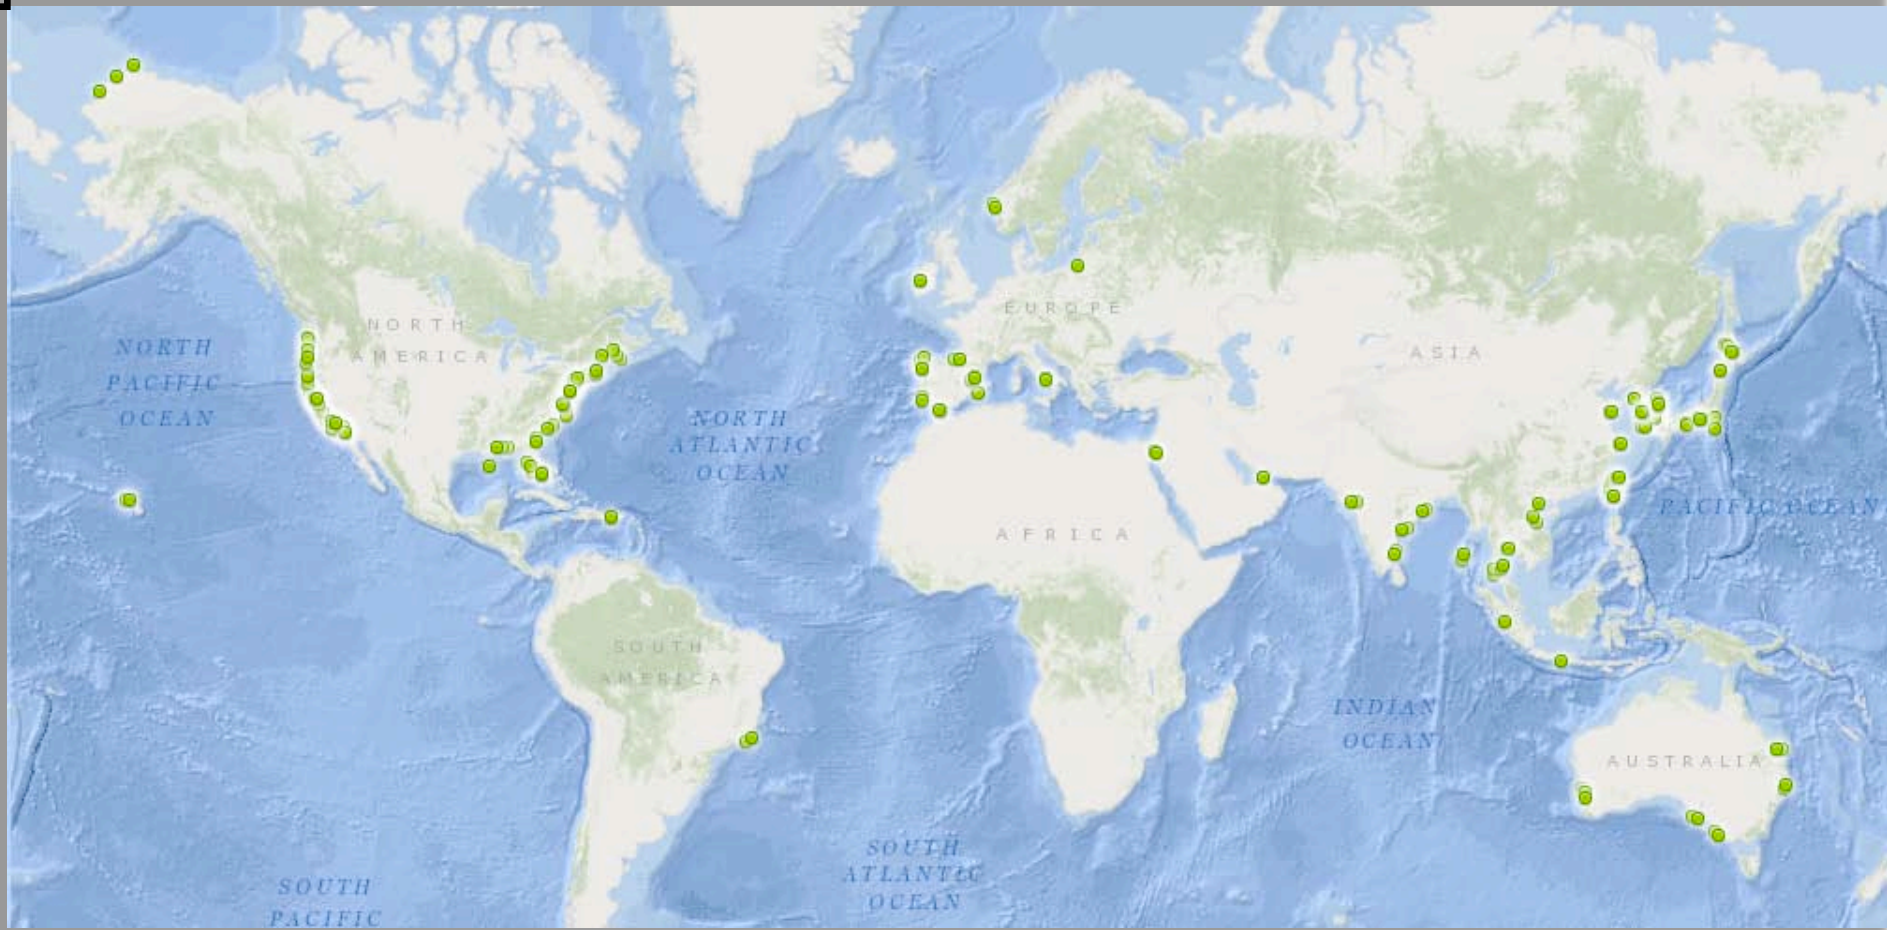 NORTH
PACIFIC
OCEAN
NORTH
AMERICA
NORTH
ATLANTIC
OCEAN
EUROPE
ASIA
PACIFIC OCEAN
AFRICA
SOUTH
AMERICA
INDIAN
OCEAN
AUSTRALIA
SOUTH
ATLANTIC
OCEAN
SOUTH
PACIFIC